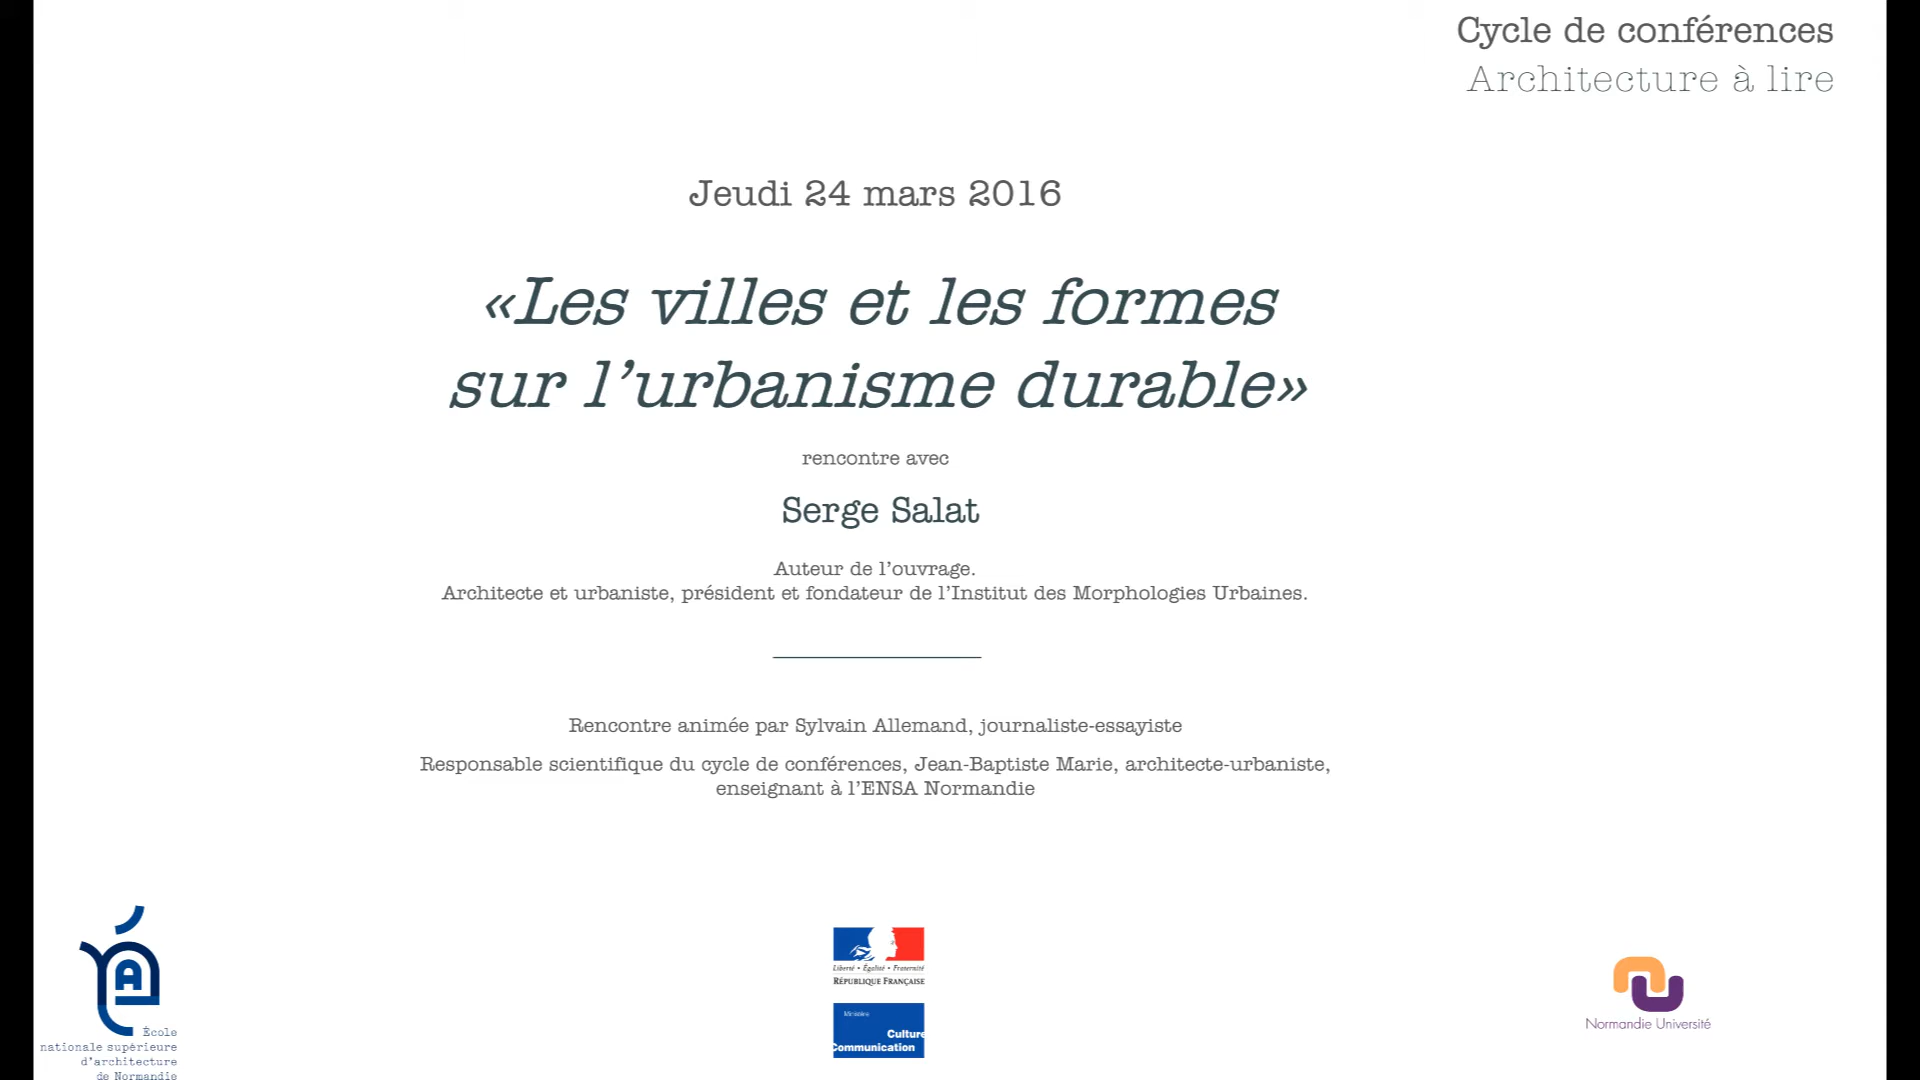 Cycle de conférences
Architecture à lire
Jeudi 24 mars 2016
«Les villes et les formes
sur l’urbanisme durable»
rencontre avec
Serge Salat
Auteur de l’ouvrage.
Architecte et urbaniste, président et fondateur de l’Institut des Morphologies Urbaines.
Rencontre animée par Sylvain Allemand, journaliste-essayiste
Responsable scientifique du cycle de conférences, Jean-Baptiste Marie, architecte-urbaniste,
enseignant à l’ENSA Normandie
École
nationale supérieure
d’architecture
de Normandie
Liberté • Égalité • Fraternité
RÉPUBLIQUE FRANÇAISE
Ministère
Culture
Communication
Normandie Université